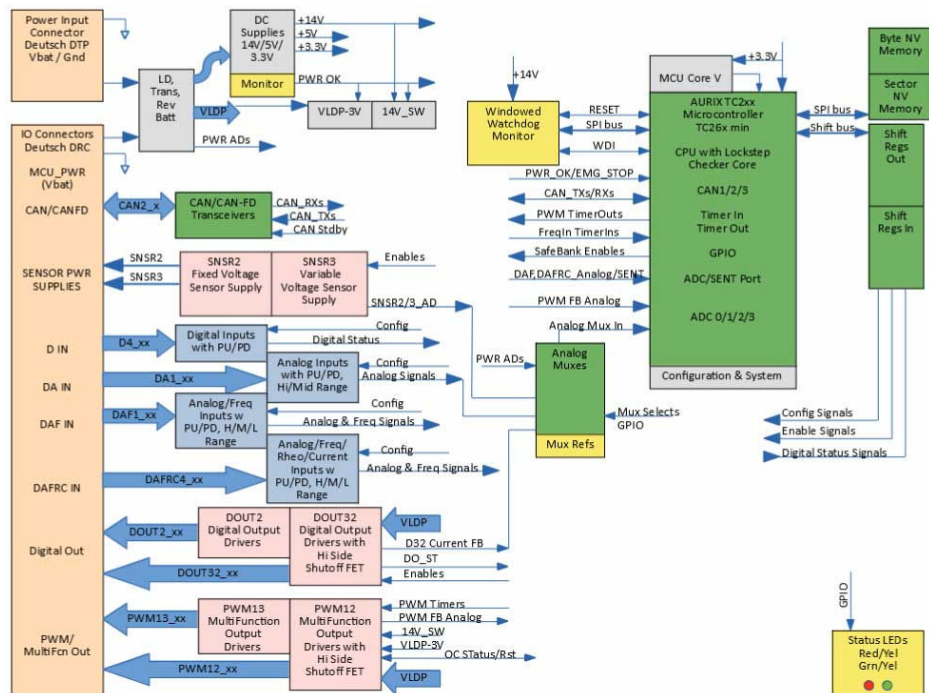 Power Input
Connector
Deutsch DTP
Vbat / Gnd
LD,
Trans,
Rev
Batt
DC
Supplies
14V/5V/
3.3V
Monitor
+14V
+5V
+3.3V
PWR OK
VLDP
VLDP-3V
14V_SW
PWR ADs
IO Connectors
Deutsch DRC
MCU_PWR
(Vbat)
CAN/CANFD
CAN2_x
CAN/CAN-FD
Transceivers
CAN_RXs
CAN_TXs
CAN Stdby
SENSOR PWR
SUPPLIES
SNSR2
SNSR3
SNSR2
Fixed Voltage
Sensor Supply
SNSR3
Variable
Voltage Sensor
Supply
Enables
SNSR2/3_AD
D IN
D4_xx
Digital Inputs
with PU/PD
Config
Digital Status
DA IN
DA1_xx
Analog Inputs
with PU/PD,
Hi/Mid Range
Config
Analog Signals
DAF IN
DAF1_xx
Analog/Freq
Inputs w
PU/PD, H/M/L
Range
Config
Analog & Freq Signals
DAFRC IN
DAFRC4_xx
Analog/Freq/
Rheo/Current
Inputs w
PU/PD, H/M/L
Range
Config
Analog & Freq Signals
Digital Out
DOUT2_xx
DOUT32_xx
DOUT2
Digital Output
Drivers
DOUT32
Digital Output
Drivers with
Hi Side
Shutoff FET
VLDP
D32 Current FB
DO_ST
Enables
PWM/
MultiFcn Out
PWM13_xx
PWM12_xx
PWM13
MultiFunction
Output
Drivers
PWM12
MultiFunction
Output
Drivers with
Hi Side
Shutoff FET
PWM Timers
PWM FB Analog
14V_SW
VLDP-3V
OC STatus/Rst
VLDP
+14V
Windowed
Watchdog
Monitor
RESET
SPI bus
WDI
PWR_OK/EMG_STOP
CAN_TXs/RXs
PWM TimerOuts
FreqIn TimerIns
SafeBank Enables
DAF,DAFRC_Analog/SENT
PWM FB Analog
Analog Mux In
PWR ADs
Analog
Muxes
Mux Refs
Mux Selects
GPIO
+3.3V
MCU Core V
AURIX TC2xx
Microcontroller
TC26x min
CPU with Lockstep
Checker Core
CAN1/2/3
Timer In
Timer Out
GPIO
ADC/SENT Port
ADC 0/1/2/3
Configuration & System
SPI bus
Shift bus
Byte NV
Memory
Sector
NV
Memory
Shift
Regs
Out
Shift
Regs In
Config Signals
Enable Signals
Digital Status Signals
GPIO
Status LEDs
Red/Yel
Grn/Yel